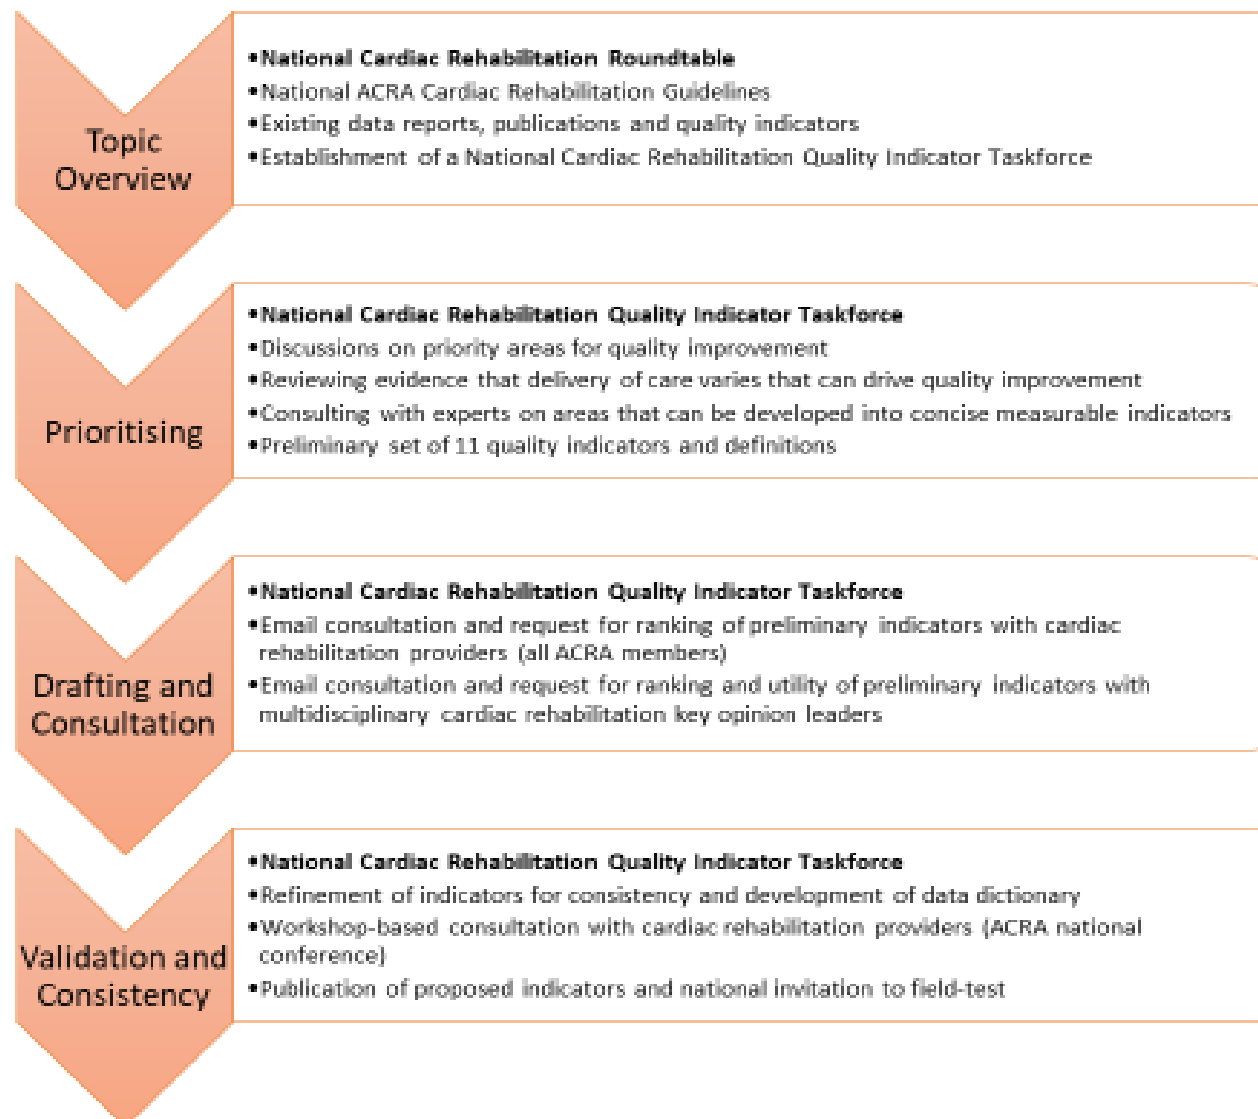 Topic
Overview
•National Cardiac Rehabilitation Roundtable
•National ACRA Cardiac Rehabilitation Guidelines
•Existing data reports, publications and quality indicators
•Establishment of a National Cardiac Rehabilitation Quality Indicator Taskforce
Prioritising
•National Cardiac Rehabilitation Quality Indicator Taskforce
•Discussions on priority areas for quality improvement
•Reviewing evidence that delivery of care varies that can drive quality improvement
•Consulting with experts on areas that can be developed into concise measurable indicators
•Preliminary set of 11 quality indicators and definitions
Drafting and
Consultation
•National Cardiac Rehabilitation Quality Indicator Taskforce
•Email consultation and request for ranking of preliminary indicators with cardiac
rehabilitation providers (all ACRA members)
•Email consultation and request for ranking and utility of preliminary indicators with
multidisciplinary cardiac rehabilitation key opinion leaders
Validation and
Consistency
•National Cardiac Rehabilitation Quality Indicator Taskforce
•Refinement of indicators for consistency and development of data dictionary
•Workshop-based consultation with cardiac rehabilitation providers (ACRA national
conference)
•Publication of proposed indicators and national invitation to field-test